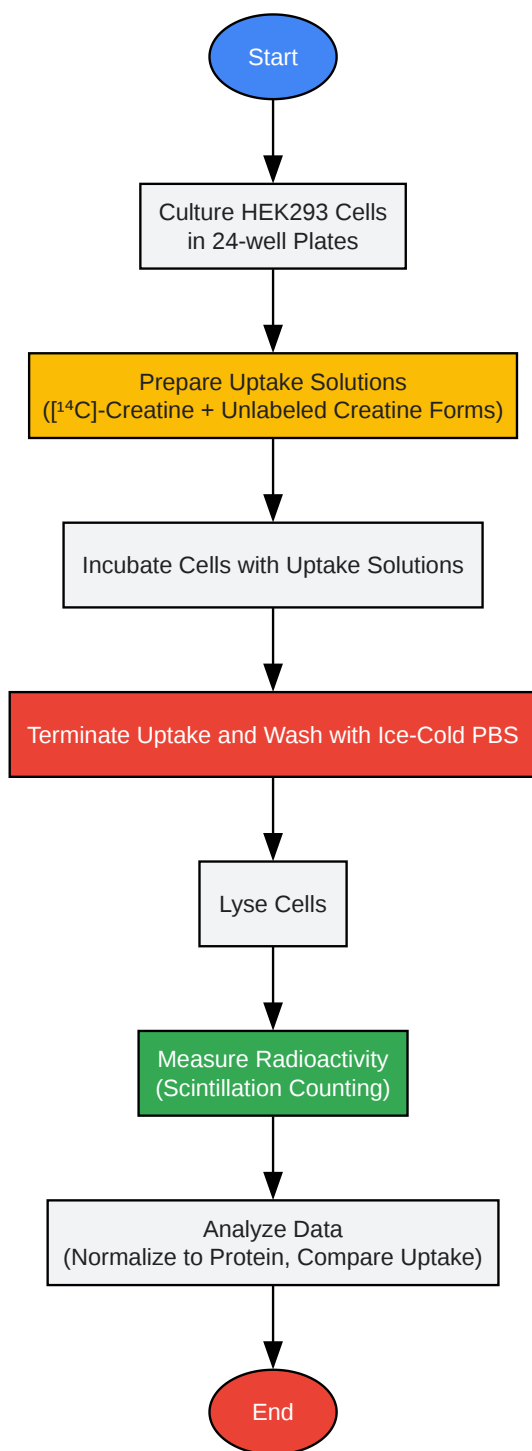 Start
Culture HEK293 Cells
in 24-well Plates
Prepare Uptake Solutions
([¹⁴C]-Creatine + Unlabeled Creatine Forms)
Incubate Cells with Uptake Solutions
Terminate Uptake and Wash with Ice-Cold PBS
Lyse Cells
Measure Radioactivity
(Scintillation Counting)
Analyze Data
(Normalize to Protein, Compare Uptake)
End